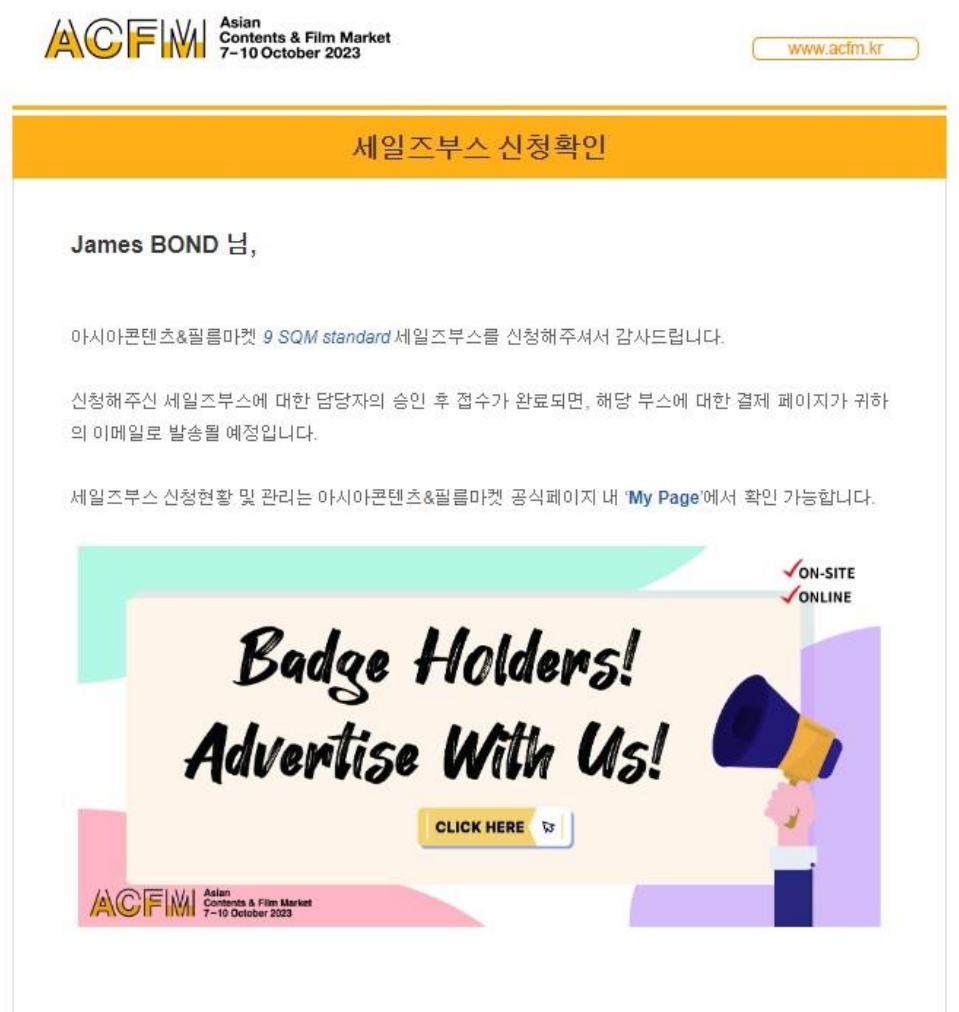 ACFM
Asian
Contents & Film Market
7–10 October 2023
www.acfm.kr
세일즈부스 신청확인
James BOND 님,
아시아콘텐츠&필름마켓 9 SQM standard 세일즈부스를 신청해주셔서 감사드립니다.
신청해주신 세일즈부스에 대한 담당자의 승인 후 접수가 완료되면, 해당 부스에 대한 결제 페이지가 귀하
의 이메일로 발송될 예정입니다.
세일즈부스 신청현황 및 관리는 아시아콘텐츠&필름마켓 공식페이지 내 ‘My Page’에서 확인 가능합니다.
ON-SITE
ONLINE
Badge Holders!
Advertise With Us!
CLICK HERE
ACFM
Asian
Contents & Film Market
7–10 October 2023